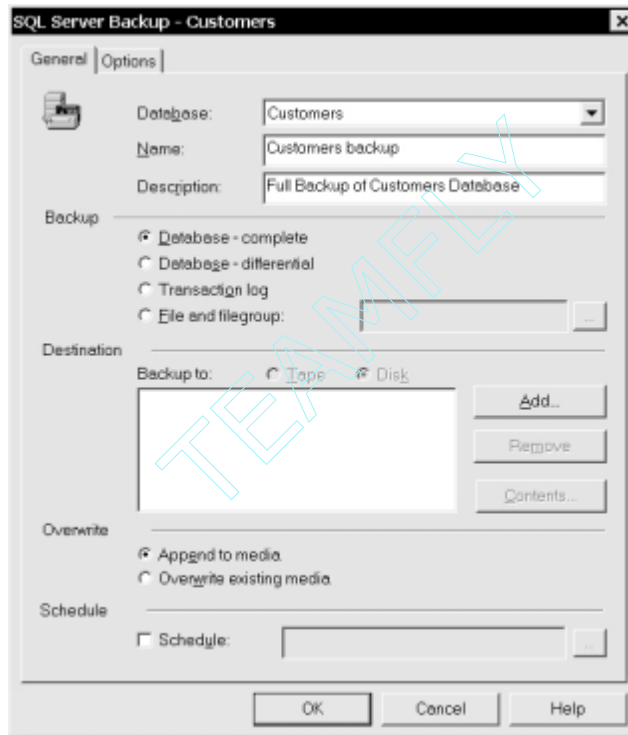 SQL Server Backup - Customers
General Options
Database: Customers
Name: Customers backup
Description: Full Backup of Customers Database
Backup
Database - complete
Database - differential
Transaction log
File and filegroup: ...
Destination
Backup to: Tape Disk
Add...
Remove
Contents...
Overwrite
Append to media
Overwrite existing media
Schedule
Schedule: ...
OK Cancel Help
TEAMFLY